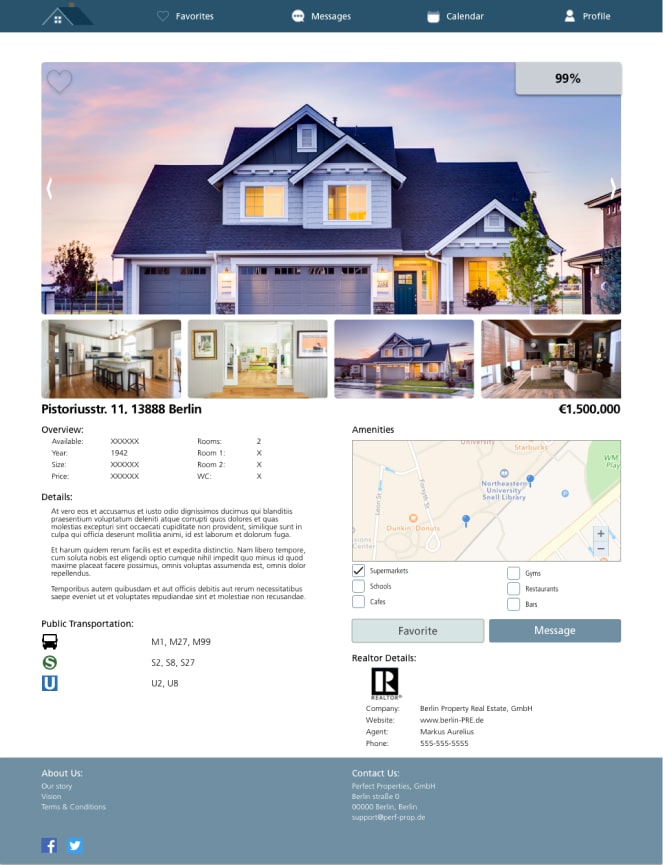 Favorites
Messages
Calendar
Profile
99%
Pistoriusstr. 11, 13888 Berlin
€1,500,000
Overview:
Available: XXXXXX Rooms: 2
Year: 1942 Room 1: X
Size: XXXXXX Room 2: X
Price: XXXXXX WC: X
Details:
At vero eos et accusamus et iusto odio dignissimos ducimus qui blanditiis
praesentium voluptatum deleniti atque corrupti quos dolores et quas
molestias excepturi sint occaecati cupiditate non provident, similique sunt in
culpa qui officia deserunt mollitia animi, id est laborum et dolorum fuga.
Et harum quidem rerum facilis est et expedita distinctio. Nam libero tempore,
cum soluta nobis est eligendi optio cumque nihil impedit quo minus id quod
maxime placeat facere possimus, omnis voluptas assumenda est, omnis dolor
repellendus.
Temporibus autem quibusdam et aut officiis debitis aut rerum necessitatibus
saepe eveniet ut et voluptates repudiandae sint et molestiae non recusandae.
Public Transportation:
M1, M27, M99
S
S2, S8, S27
U
U2, U8
Amenities
University
Starbucks
WM
Play
Northeastern
University
Snell Library
Forsyth St
Leon St
Dunkin' Donuts
Center
+
−
Supermarkets
Schools
Cafes
Gyms
Restaurants
Bars
Favorite
Message
Realtor Details:
R
REALTOR®
Company: Berlin Property Real Estate, GmbH
Website: www.berlin-PRE.de
Agent: Markus Aurelius
Phone: 555-555-5555
About Us:
Our story
Vision
Terms & Conditions
Contact Us:
Perfect Properties, GmbH
Berlin straße 0
00000 Berlin, Berlin
support@perf-prop.de